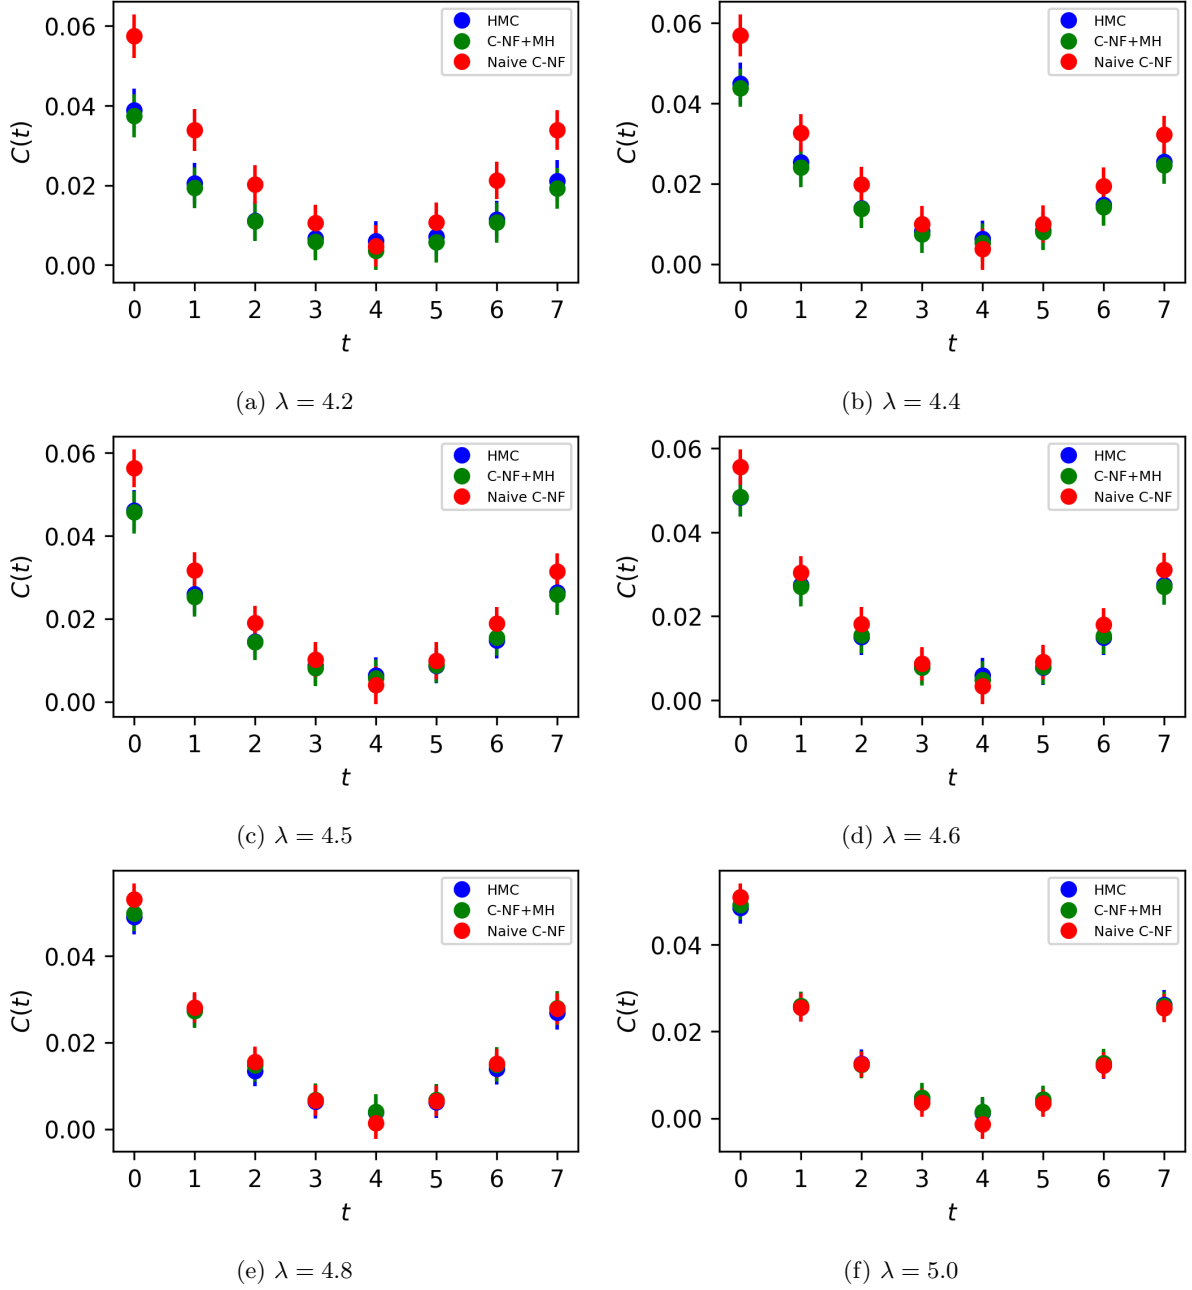 0.06
0.04
0.02
0.00
C(t)
HMC
C-NF+MH
Naive C-NF
0 1 2 3 4 5 6 7
t
(a) λ = 4.2
0.06
0.04
0.02
0.00
C(t)
HMC
C-NF+MH
Naive C-NF
0 1 2 3 4 5 6 7
t
(b) λ = 4.4
0.06
0.04
0.02
0.00
C(t)
HMC
C-NF+MH
Naive C-NF
0 1 2 3 4 5 6 7
t
(c) λ = 4.5
0.06
0.04
0.02
0.00
C(t)
HMC
C-NF+MH
Naive C-NF
0 1 2 3 4 5 6 7
t
(d) λ = 4.6
0.04
0.02
0.00
C(t)
HMC
C-NF+MH
Naive C-NF
0 1 2 3 4 5 6 7
t
(e) λ = 4.8
0.04
0.02
0.00
C(t)
HMC
C-NF+MH
Naive C-NF
0 1 2 3 4 5 6 7
t
(f) λ = 5.0